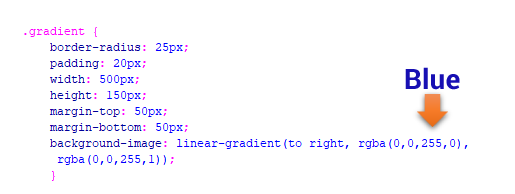 .gradient {
border-radius: 25px;
padding: 20px;
width: 500px;
height: 150px;
margin-top: 50px;
margin-bottom: 50px;
Blue
background-image: linear-gradient(to right, rgba(0,0,255,0),
rgba(0,0,255,1));
}